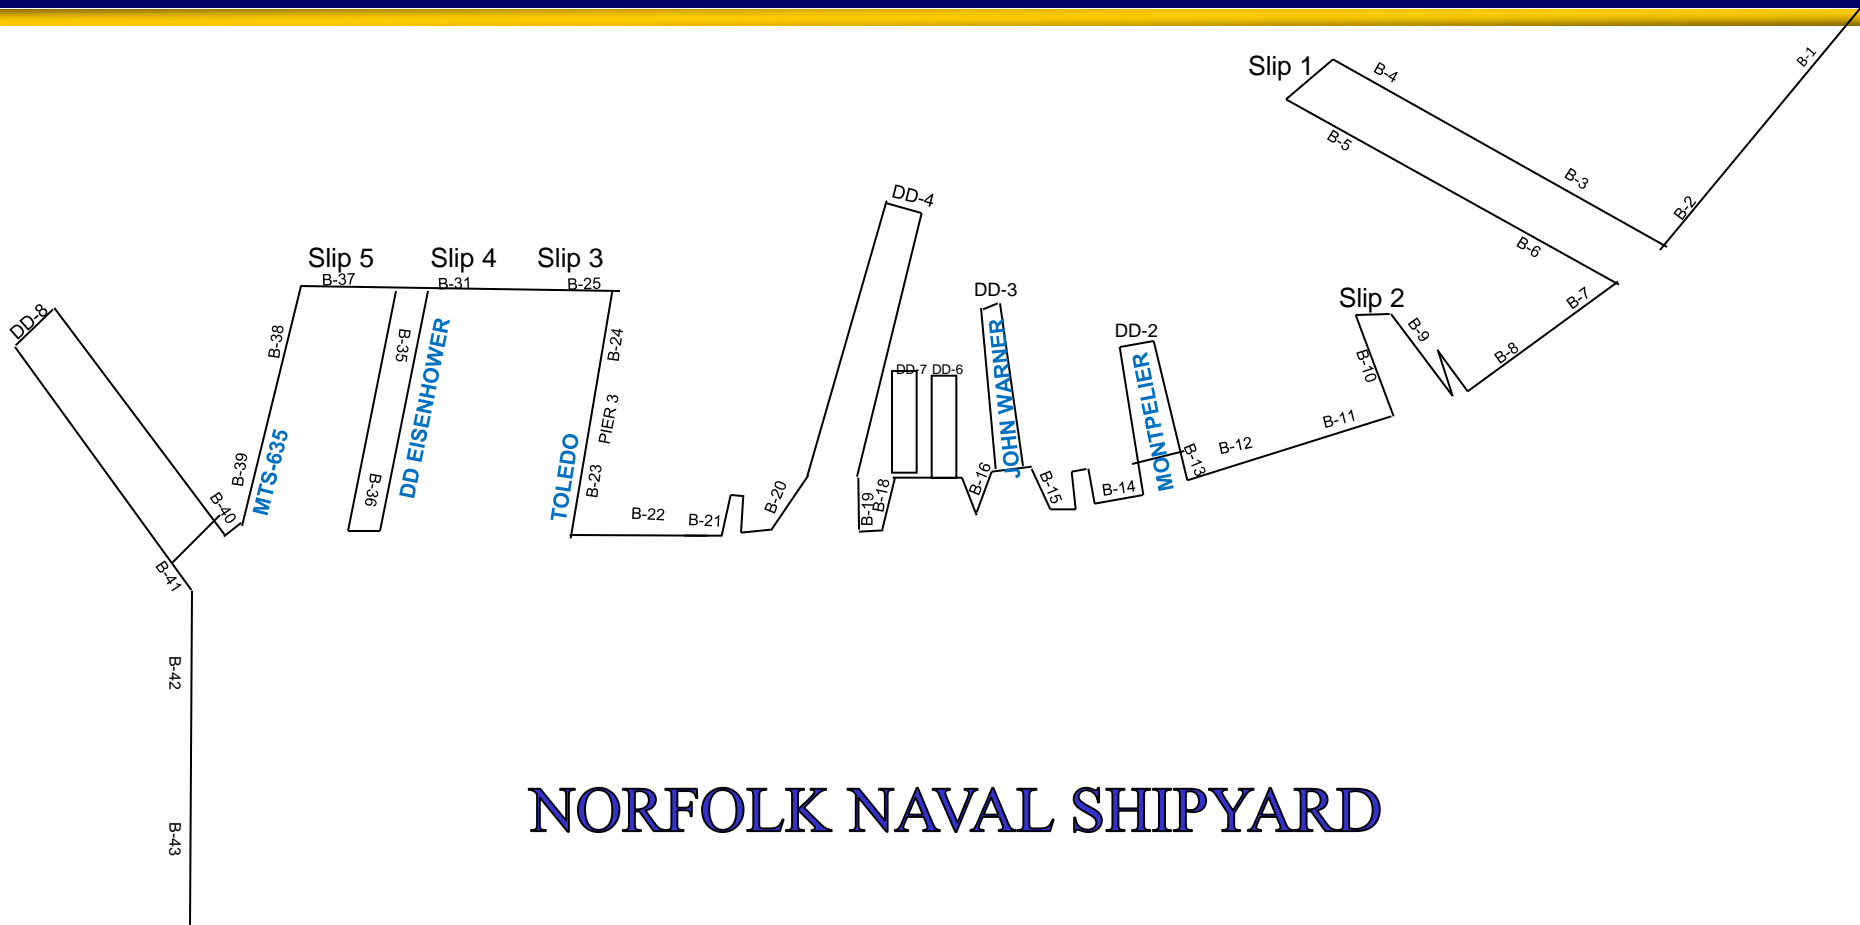 B-1
Slip 1
B-4
B-5
B-3
B-2
B-6
B-7
DD-4
Slip 5
Slip 4
Slip 3
B-37
B-31
B-25
DD-3
Slip 2
DD-8
B-38
B-35
DD EISENHOWER
B-24
DD-7
DD-6
JOHN WARNER
DD-2
MONTPELIER
B-10
B-9
B-8
PIER 3
B-11
B-12
B-13
B-39
MTS-635
B-36
TOLEDO
B-23
B-22
B-21
B-20
B-19
B-18
B-16
B-15
B-14
B-40
B-41
B-42
B-43
NORFOLK NAVAL SHIPYARD